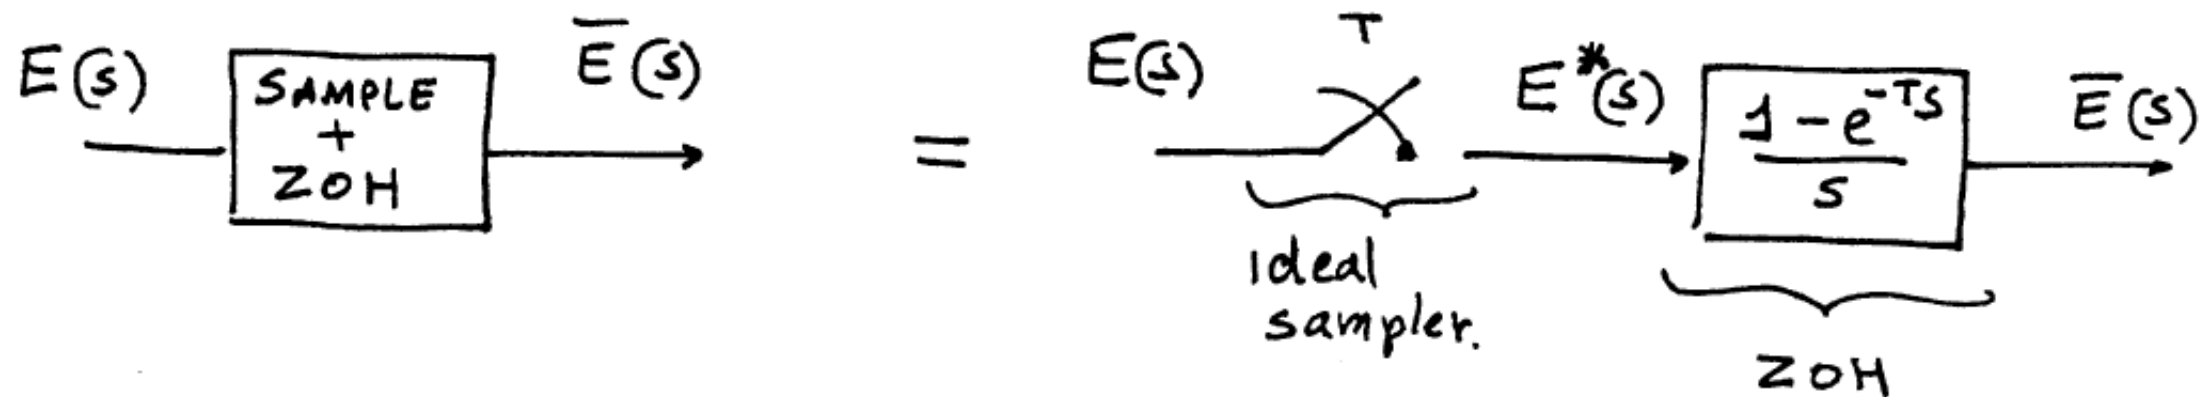 E(s)
SAMPLE
+
ZOH
E̅(s)
=
E(s)
T
ideal
sampler.
E*(s)
1-e^{-Ts}
s
ZOH
E̅(s)